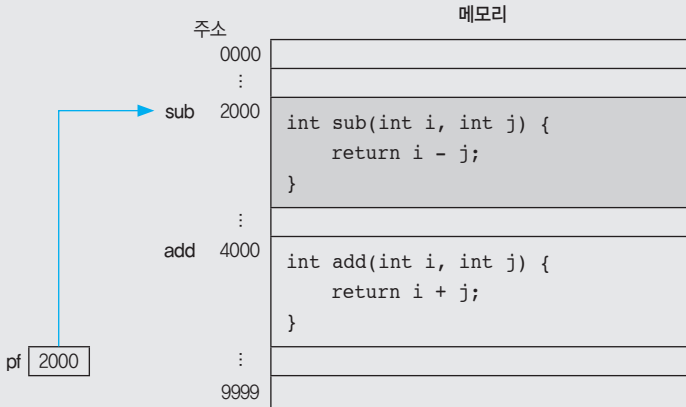 메모리
주소
0000
⋮
sub 2000
int sub(int i, int j) {
return i - j;
}
⋮
add 4000
int add(int i, int j) {
return i + j;
}
pf 2000
⋮
9999